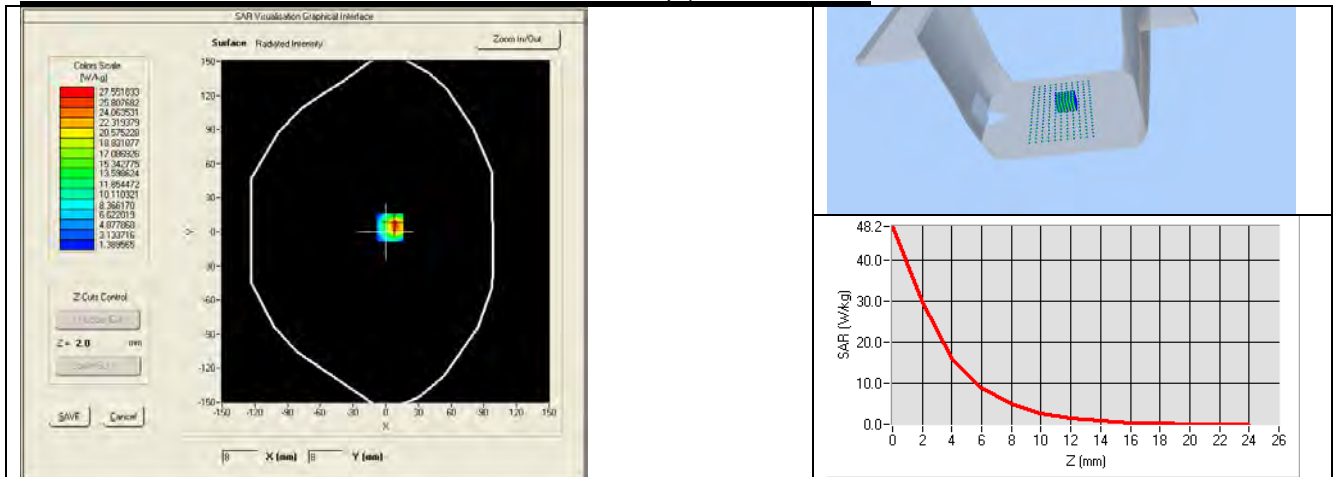 SAR Visualisation Graphical Interface
Surface Radiated Intensity
Zoom In/Out
Colors Scale
[W/kg]
27.551833
25.807682
24.063531
22.319379
20.575228
18.831077
17.086926
15.342775
13.598624
11.854472
10.110321
8.366170
6.622019
4.877868
3.133716
1.389565
Z Cuts Control
Z = 2.0 mm
SAVE Cancel
150
120
90
60
30
0
-30
-60
-90
-120
-150
Y
-150 -120 -90 -60 -30 0 30 60 90 120 150
X
8 X (mm) 8 Y (mm)
48.2
40.0
30.0
20.0
10.0
0.0
SAR (W/kg)
0 2 4 6 8 10 12 14 16 18 20 22 24 26
Z (mm)